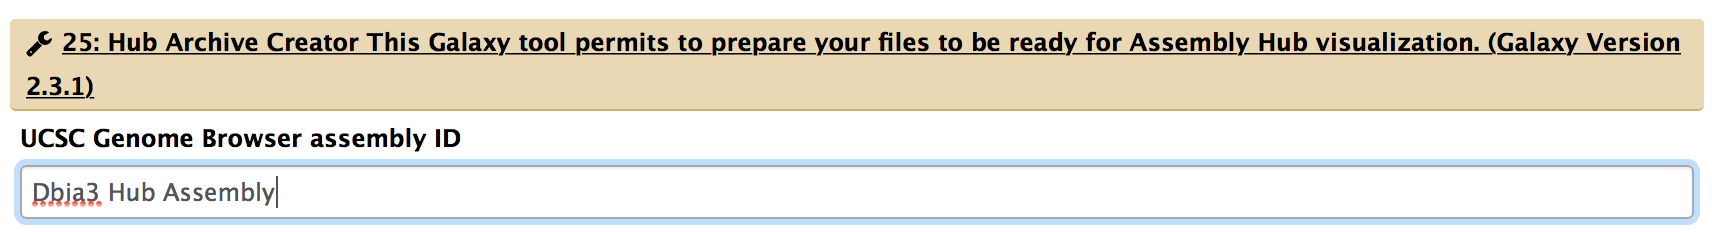 25: Hub Archive Creator This Galaxy tool permits to prepare your files to be ready for Assembly Hub visualization. (Galaxy Version
2.3.1)
UCSC Genome Browser assembly ID
Dbia3 Hub Assembly